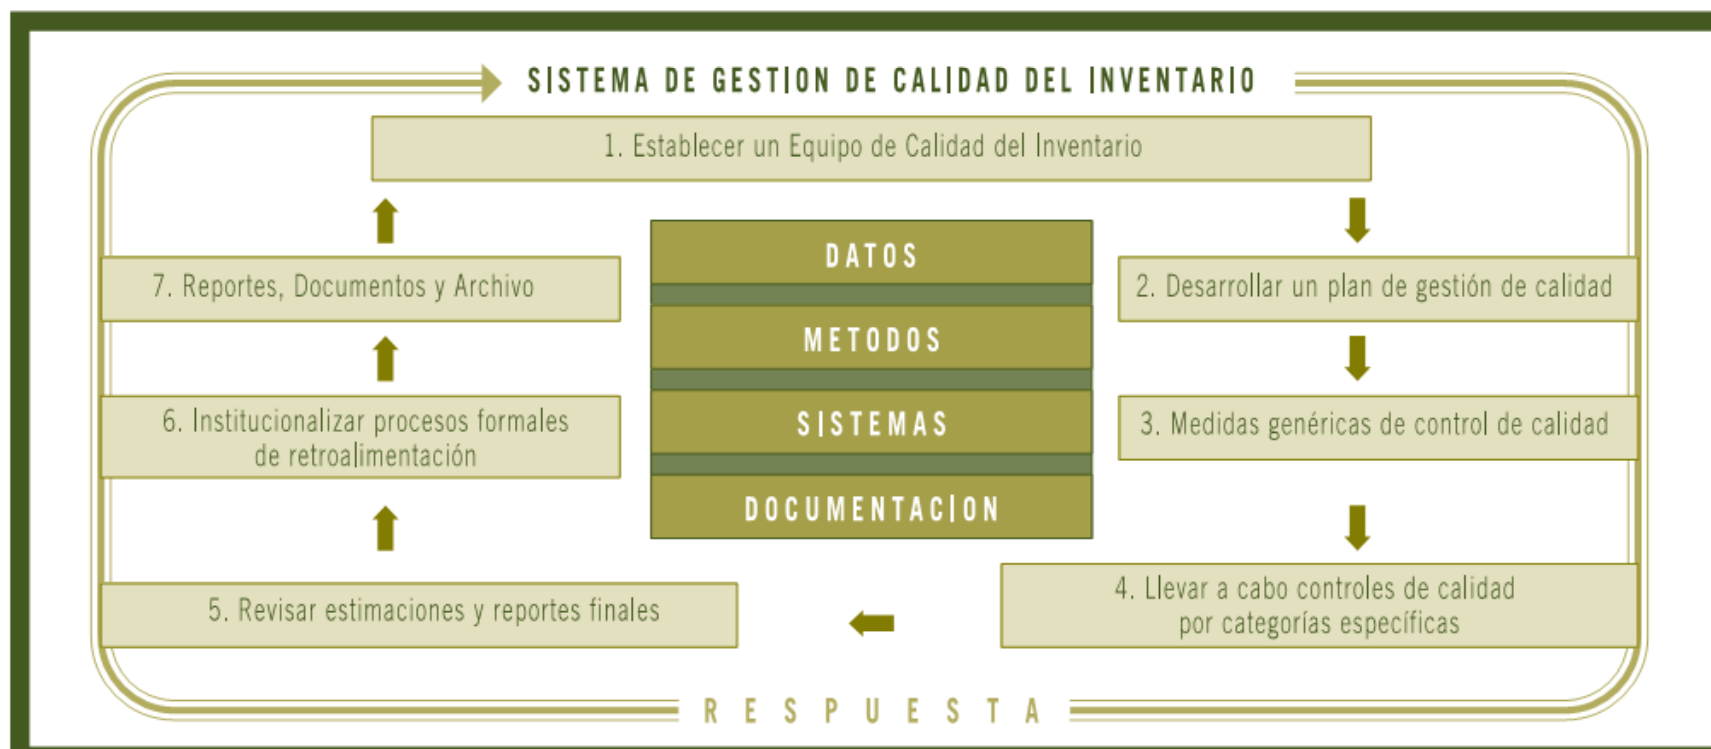 SISTEMA DE GESTION DE CALIDAD DEL INVENTARIO
1. Establecer un Equipo de Calidad del Inventario
2. Desarrollar un plan de gestión de calidad
3. Medidas genéricas de control de calidad
4. Llevar a cabo controles de calidad
por categorías específicas
5. Revisar estimaciones y reportes finales
6. Institucionalizar procesos formales
de retroalimentación
7. Reportes, Documentos y Archivo
DATOS
METODOS
SISTEMAS
DOCUMENTACION
RESPUESTA